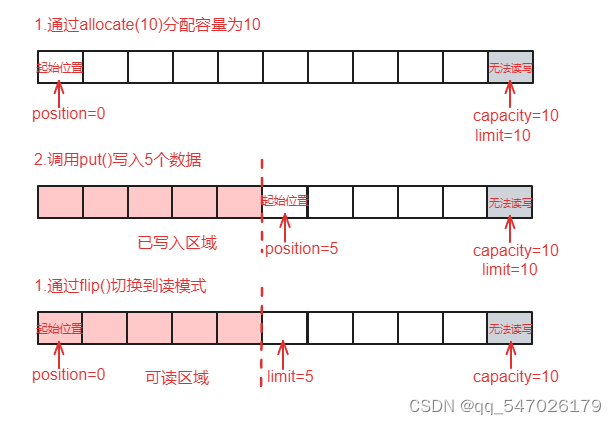 1.通过allocate(10)分配容量为10
起始位置
无法读写
position=0
capacity=10
limit=10
2.调用put()写入5个数据
起始位置
无法读写
已写入区域
position=5
capacity=10
limit=10
1.通过flip()切换到读模式
起始位置
无法读写
position=0
可读区域
limit=5
capacity=10
CSDN @qq_547026179